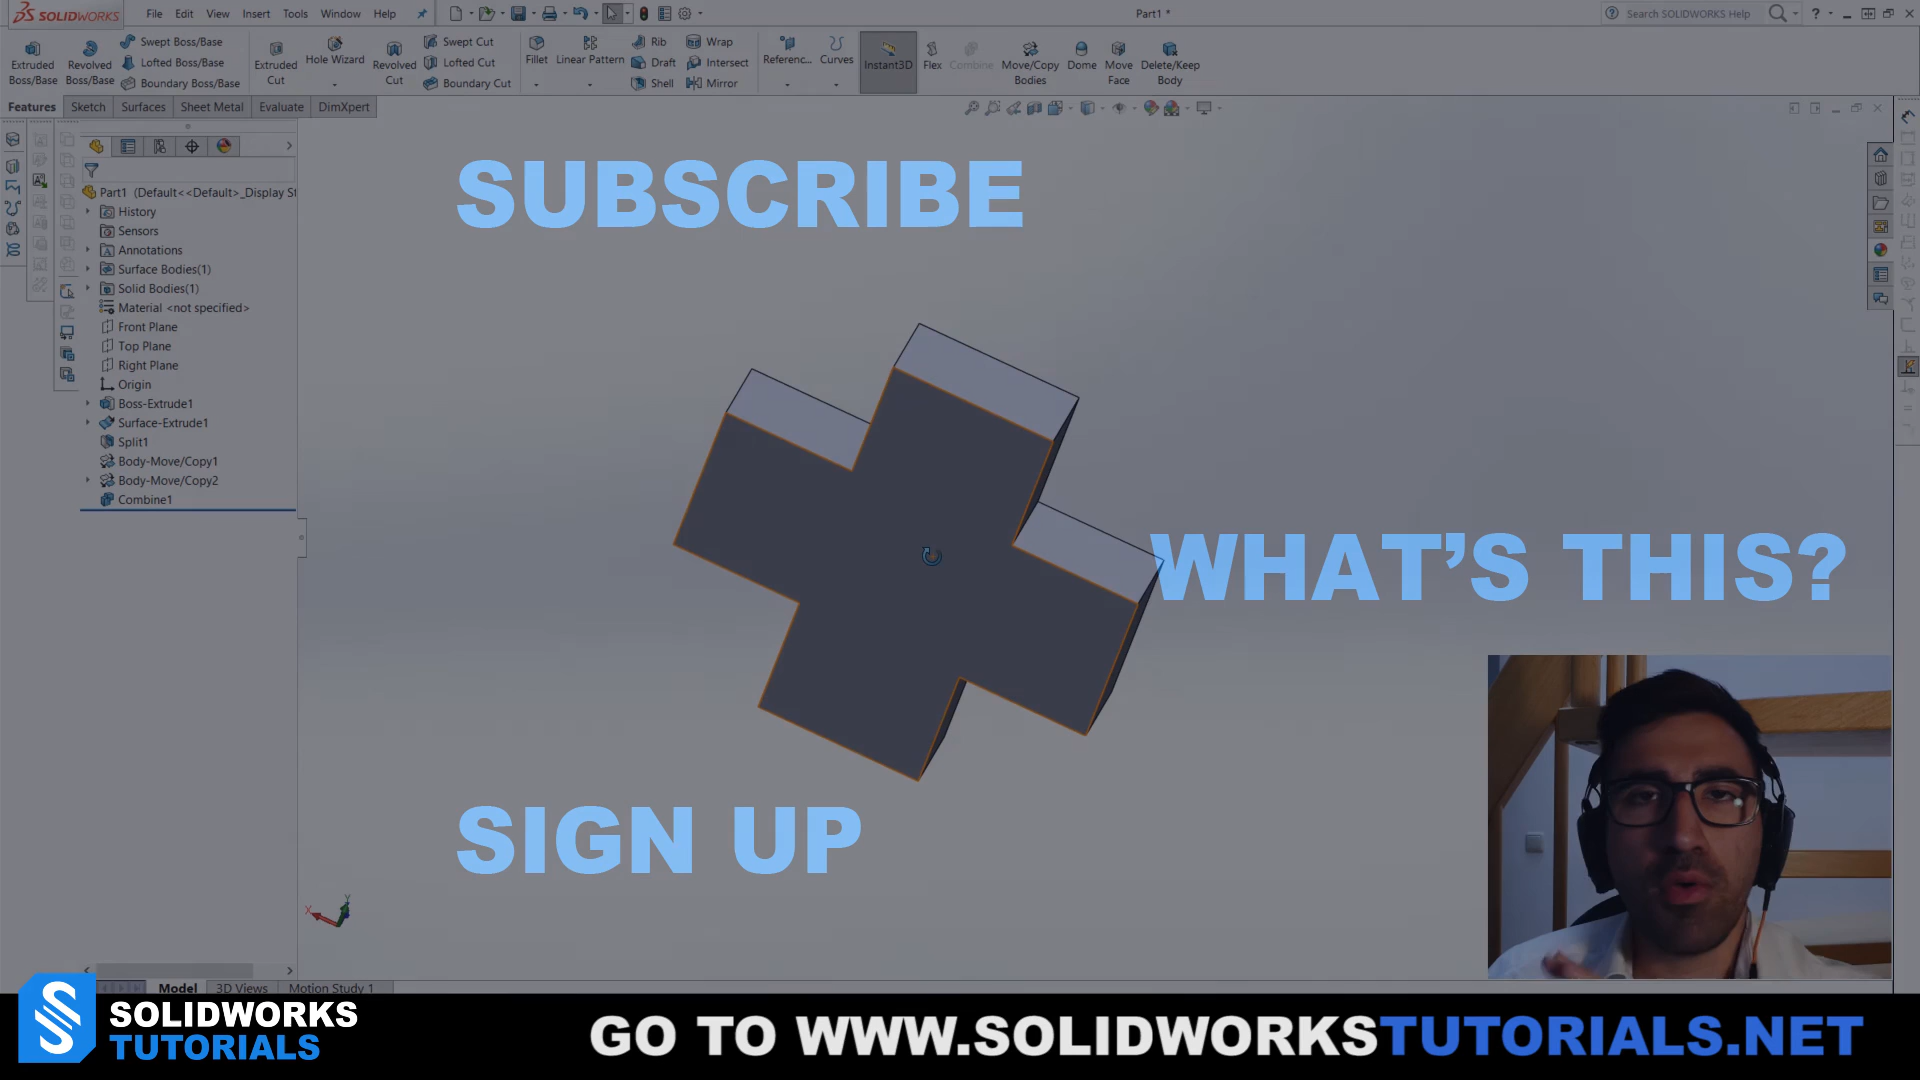 SOLIDWORKS File Edit View Insert Tools Window Help Part1 * Search SOLIDWORKS Help
Extruded Boss/Base
Revolved Boss/Base
Swept Boss/Base
Lofted Boss/Base
Boundary Boss/Base
Extruded Cut
Hole Wizard
Revolved Cut
Swept Cut
Lofted Cut
Boundary Cut
Fillet
Linear Pattern
Rib
Draft
Shell
Wrap
Intersect
Mirror
Referenc...
Curves
Instant3D
Flex
Combine
Move/Copy Bodies
Dome
Move Face
Delete/Keep Body
Features Sketch Surfaces Sheet Metal Evaluate DimXpert
Part1 (Default<<Default>_Display St
History
Sensors
Annotations
Surface Bodies(1)
Solid Bodies(1)
Material <not specified>
Front Plane
Top Plane
Right Plane
Origin
Boss-Extrude1
Surface-Extrude1
Split1
Body-Move/Copy1
Body-Move/Copy2
Combine1
SUBSCRIBE
WHAT’S THIS?
SIGN UP
X Y
Model 3D Views Motion Study 1
SOLIDWORKS
TUTORIALS
GO TO WWW.SOLIDWORKSTUTORIALS.NET